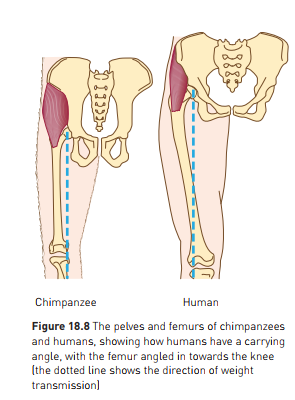 Chimpanzee Human
Figure 18.8 The pelves and femurs of chimpanzees
and humans, showing how humans have a carrying
angle, with the femur angled in towards the knee
(the dotted line shows the direction of weight
transmission)